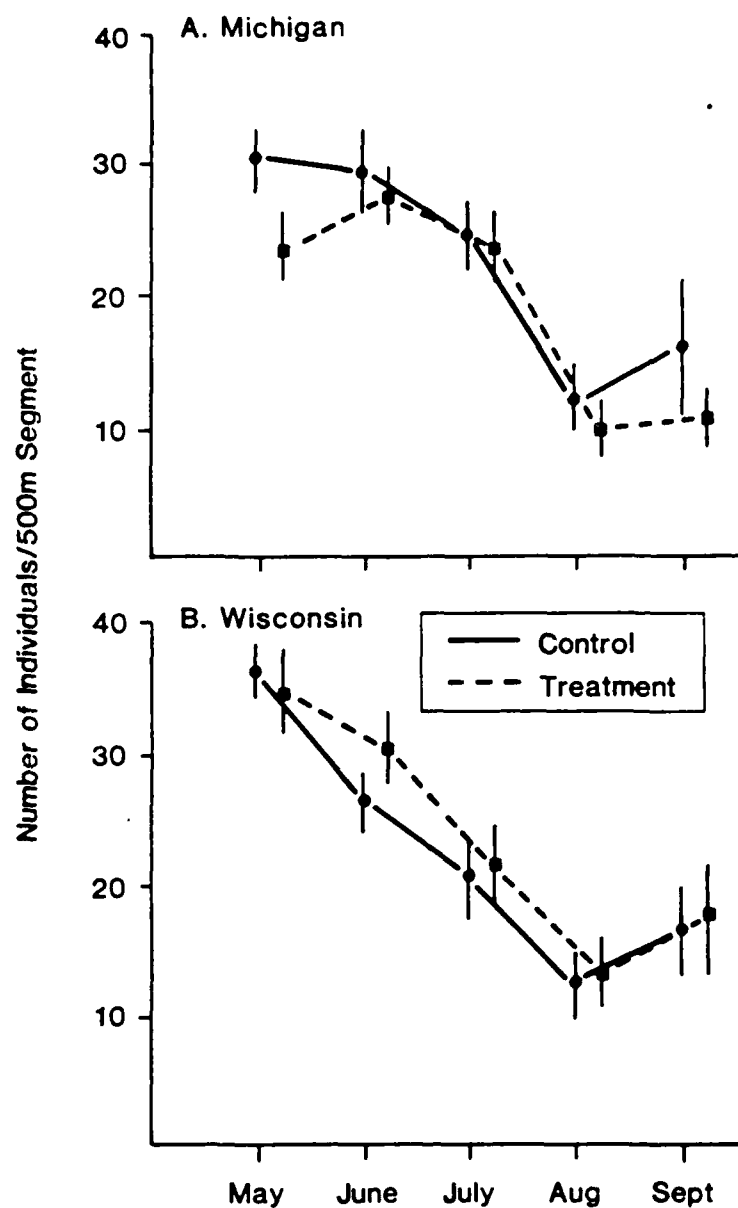 A. Michigan
40
30
20
10
Number of Individuals/500m Segment
B. Wisconsin
40
30
20
10
Control
Treatment
May June July Aug Sept